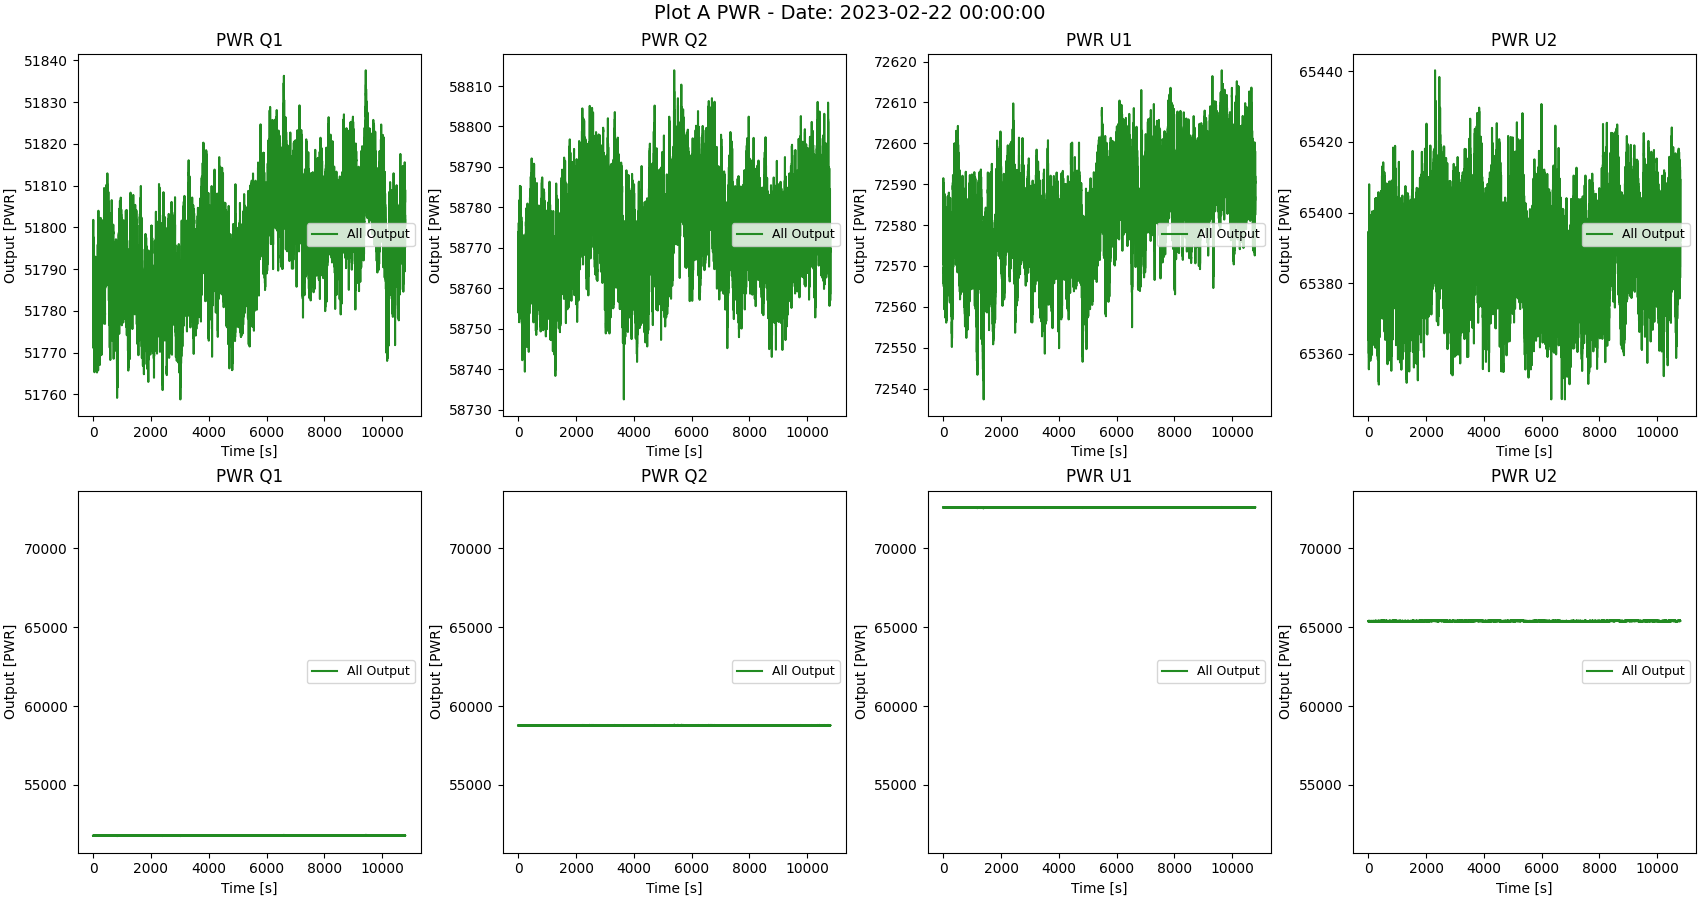 Plot A PWR - Date: 2023-02-22 00:00:00
PWR Q1
PWR Q2
PWR U1
PWR U2
Output [PWR]
51840
51830
51820
51810
51800
51790
51780
51770
51760
All Output
0 2000 4000 6000 8000 10000
Time [s]
Output [PWR]
58810
58800
58790
58780
58770
58760
58750
58740
58730
All Output
0 2000 4000 6000 8000 10000
Time [s]
Output [PWR]
72620
72610
72600
72590
72580
72570
72560
72550
72540
All Output
0 2000 4000 6000 8000 10000
Time [s]
Output [PWR]
65440
65420
65400
65380
65360
All Output
0 2000 4000 6000 8000 10000
Time [s]
PWR Q1
PWR Q2
PWR U1
PWR U2
Output [PWR]
70000
65000
60000
55000
All Output
0 2000 4000 6000 8000 10000
Time [s]
Output [PWR]
70000
65000
60000
55000
All Output
0 2000 4000 6000 8000 10000
Time [s]
Output [PWR]
70000
65000
60000
55000
All Output
0 2000 4000 6000 8000 10000
Time [s]
Output [PWR]
70000
65000
60000
55000
All Output
0 2000 4000 6000 8000 10000
Time [s]